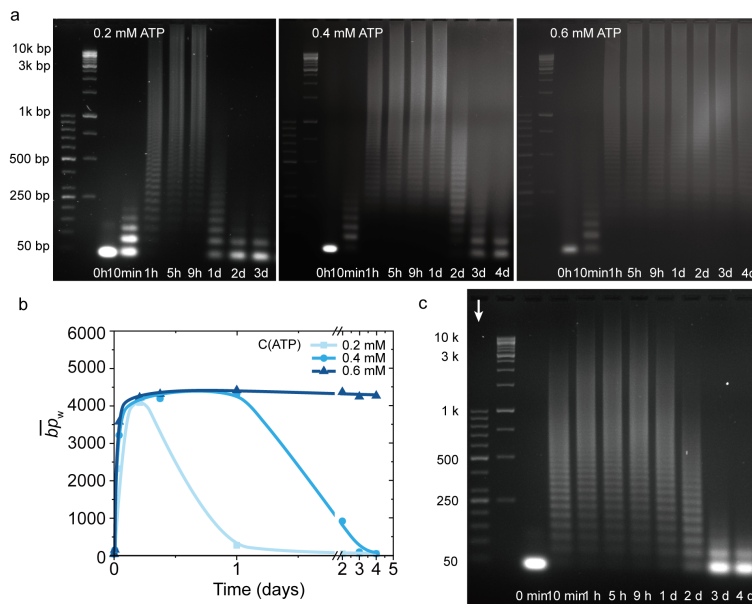 a
0.2 mM ATP
0.4 mM ATP
0.6 mM ATP
10k bp
3k bp
1k bp
500 bp
250 bp
50 bp
0h 10min 1h 5h 9h 1d 2d 3d
0h 10min 1h 5h 9h 1d 2d 3d 4d
0h 10min 1h 5h 9h 1d 2d 3d 4d
b
C(ATP)
0.2 mM
0.4 mM
0.6 mM
6000
5000
4000
3000
2000
1000
0
bp w
0 1 2 3 4 5
Time (days)
c
10 k
3 k
1 k
500
250
50
0 min 10 min 1 h 5 h 9 h 1 d 2 d 3 d 4 d